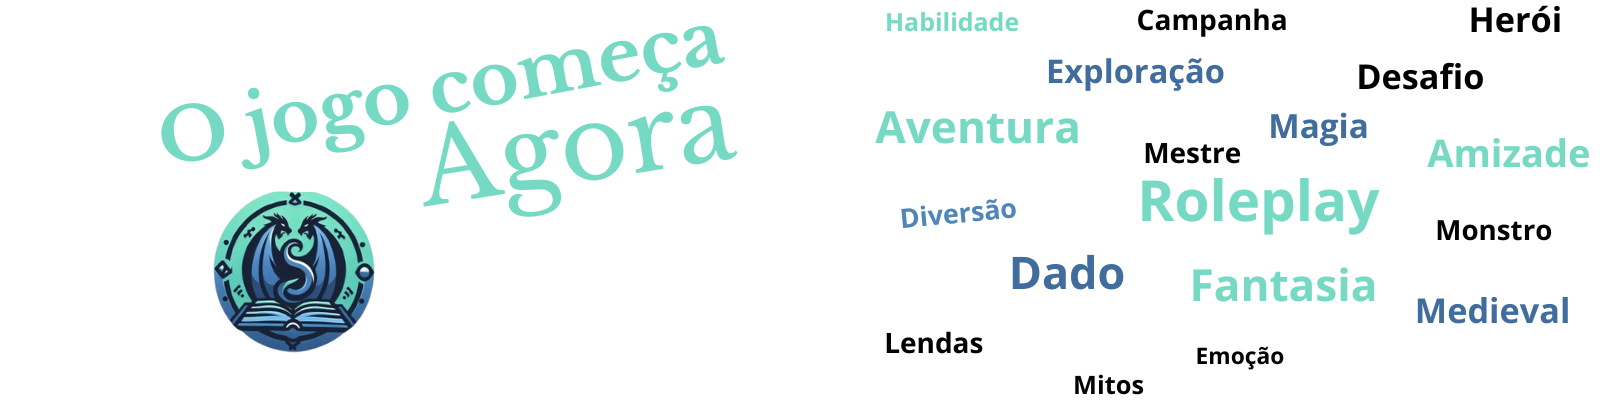 O jogo começa
Agora
Habilidade
Campanha
Herói
Exploração
Desafio
Aventura
Magia
Mestre
Amizade
Roleplay
Diversão
Monstro
Dado
Fantasia
Medieval
Lendas
Emoção
Mitos